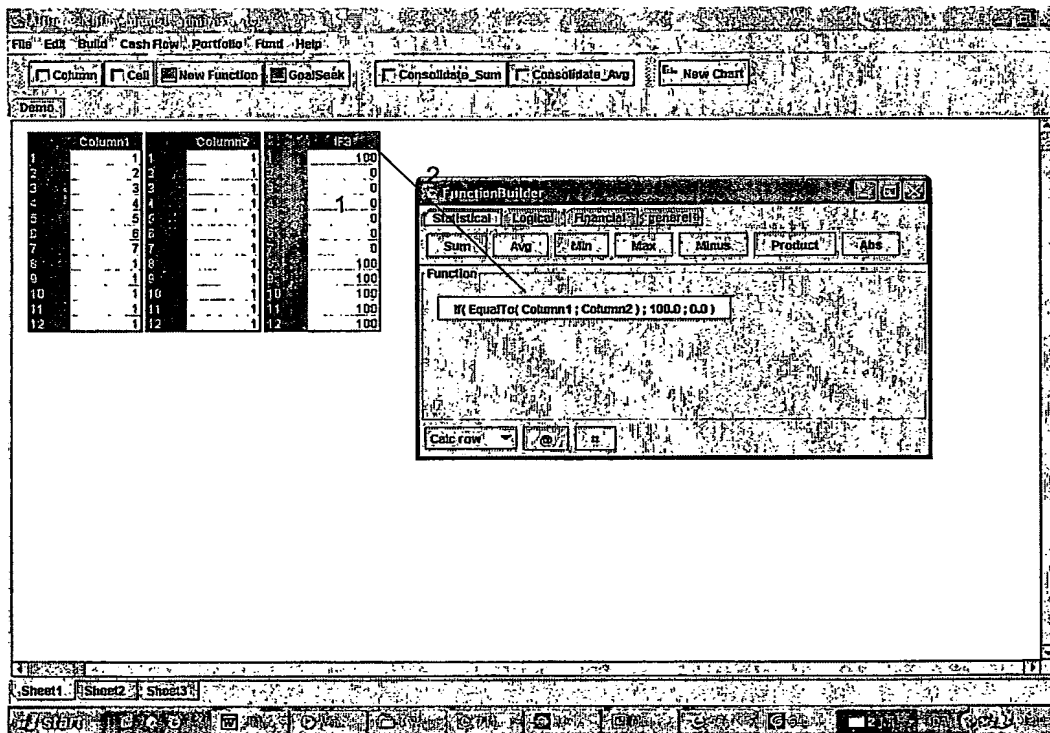 File Edit Build Cash Flow Portfolio Fund Help
Column Cell New Function GoalSeek Consolidate_Sum Consolidate_Avg New Chart
Demo
Column1 Column2 IF3
1 1 1 1 1 100
2 2 2 1 2 0
3 3 3 1 3 0
4 4 4 1 4 0
5 5 5 1 5 0
6 6 6 1 6 0
7 7 7 1 7 0
8 1 8 1 8 100
9 1 9 1 9 100
10 1 10 1 10 100
11 1 11 1 11 100
12 1 12 1 12 100
1
2
FunctionBuilder
Statistical Logical Financial general
Sum Avg Min Max Minus Product Abs
Function
If( EqualTo( Column1 ; Column2 ) ; 100.0 ; 0.0 )
Calc row @ ¤
Sheet1 Sheet2 Sheet3
Start